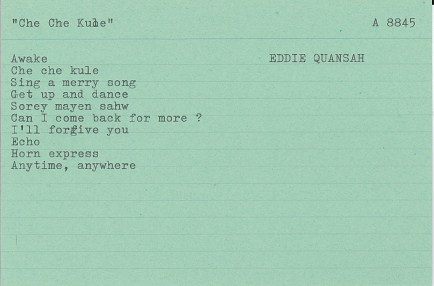 "Che Che Kule" A 8845
Awake EDDIE QUANSAH
Che che kule
Sing a merry song
Get up and dance
Sorey mayen sahw
Can I come back for more ?
I'll forgive you
Echo
Horn express
Anytime, anywhere